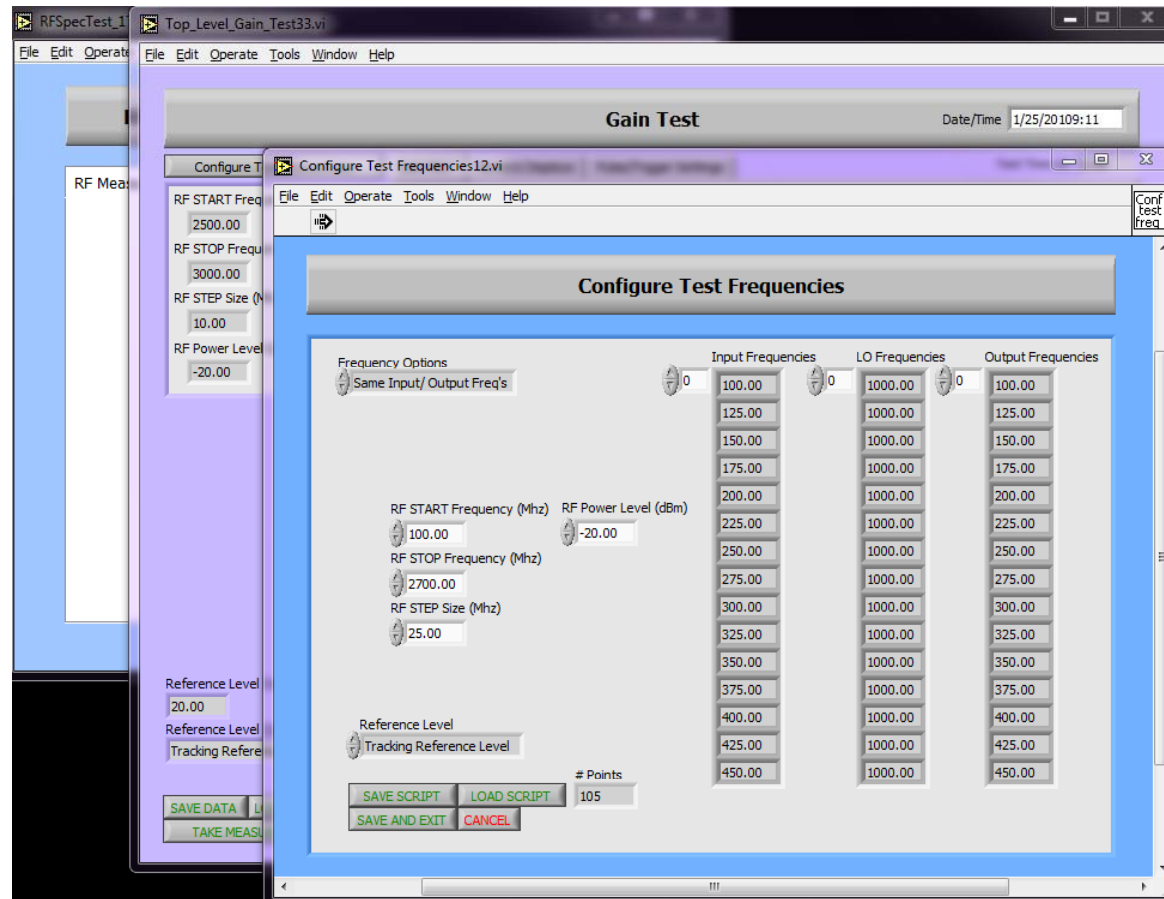 RFSpecTest_1
File Edit Operate
RF Meas
Top_Level_Gain_Test33.vi
File Edit Operate Tools Window Help
Gain Test
Date/Time 1/25/20109:11
Configure T
RF START Freq
2500.00
RF STOP Frequ
3000.00
RF STEP Size (M
10.00
RF Power Level
-20.00
Reference Level
20.00
Reference Level
Tracking Refere
SAVE DATA L
TAKE MEASU
Configure Test Frequencies12.vi
File Edit Operate Tools Window Help
Conf
test
freq
Configure Test Frequencies
Frequency Options
Same Input/ Output Freq's
Input Frequencies LO Frequencies Output Frequencies
0 100.00 0 1000.00 0 100.00
125.00 1000.00 125.00
150.00 1000.00 150.00
175.00 1000.00 175.00
200.00 1000.00 200.00
225.00 1000.00 225.00
250.00 1000.00 250.00
275.00 1000.00 275.00
300.00 1000.00 300.00
325.00 1000.00 325.00
350.00 1000.00 350.00
375.00 1000.00 375.00
400.00 1000.00 400.00
425.00 1000.00 425.00
450.00 1000.00 450.00
RF START Frequency (Mhz) RF Power Level (dBm)
100.00 -20.00
RF STOP Frequency (Mhz)
2700.00
RF STEP Size (Mhz)
25.00
Reference Level
Tracking Reference Level
# Points
SAVE SCRIPT LOAD SCRIPT 105
SAVE AND EXIT CANCEL